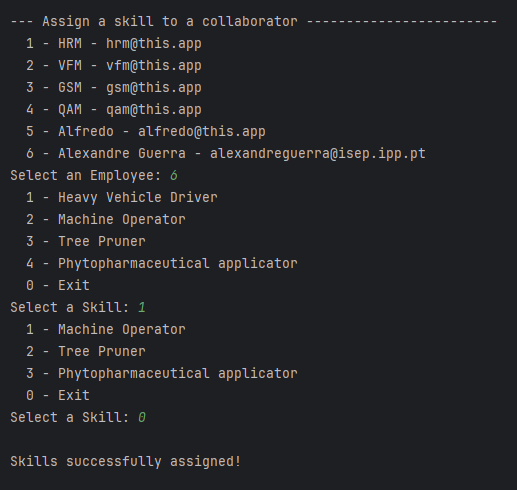 --- Assign a skill to a collaborator ------------------------
  1 - HRM - hrm@this.app
  2 - VFM - vfm@this.app
  3 - GSM - gsm@this.app
  4 - QAM - qam@this.app
  5 - Alfredo - alfredo@this.app
  6 - Alexandre Guerra - alexandreguerra@isep.ipp.pt
Select an Employee: 6
  1 - Heavy Vehicle Driver
  2 - Machine Operator
  3 - Tree Pruner
  4 - Phytopharmaceutical applicator
  0 - Exit
Select a Skill: 1
  1 - Machine Operator
  2 - Tree Pruner
  3 - Phytopharmaceutical applicator
  0 - Exit
Select a Skill: 0

Skills successfully assigned!